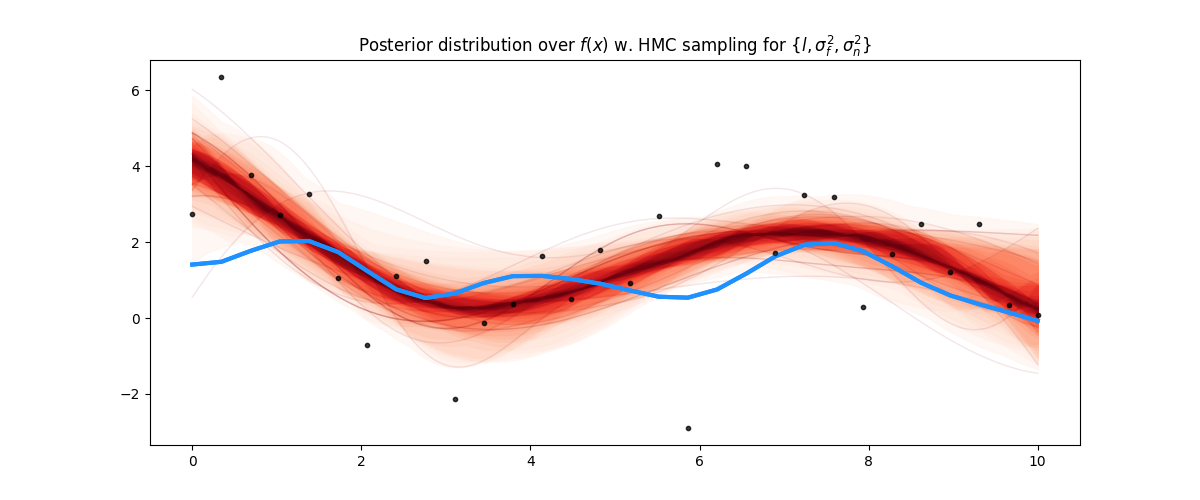 Posterior distribution over f(x) w. HMC sampling for {l, σ_f^2, σ_n^2}
6
4
2
0
−2
0 2 4 6 8 10